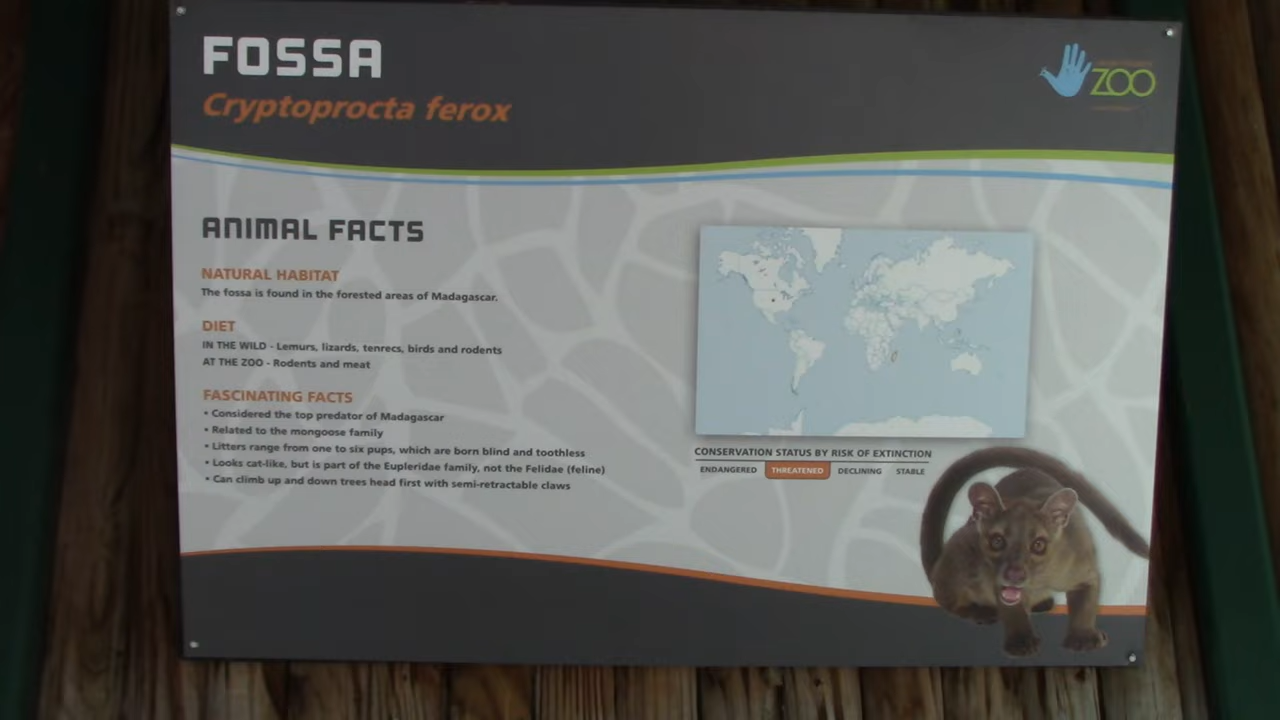 FOSSA
Cryptoprocta ferox
ZOO
ANIMAL FACTS
NATURAL HABITAT
The fossa is found in the forested areas of Madagascar.
DIET
IN THE WILD - Lemurs, lizards, tenrecs, birds and rodents
AT THE ZOO - Rodents and meat
FASCINATING FACTS
• Considered the top predator of Madagascar
• Related to the mongoose family
• Litters range from one to six pups, which are born blind and toothless
• Looks cat-like, but is part of the Eupleridae family, not the Felidae (feline)
• Can climb up and down trees head first with semi-retractable claws
CONSERVATION STATUS BY RISK OF EXTINCTION
ENDANGERED THREATENED DECLINING STABLE